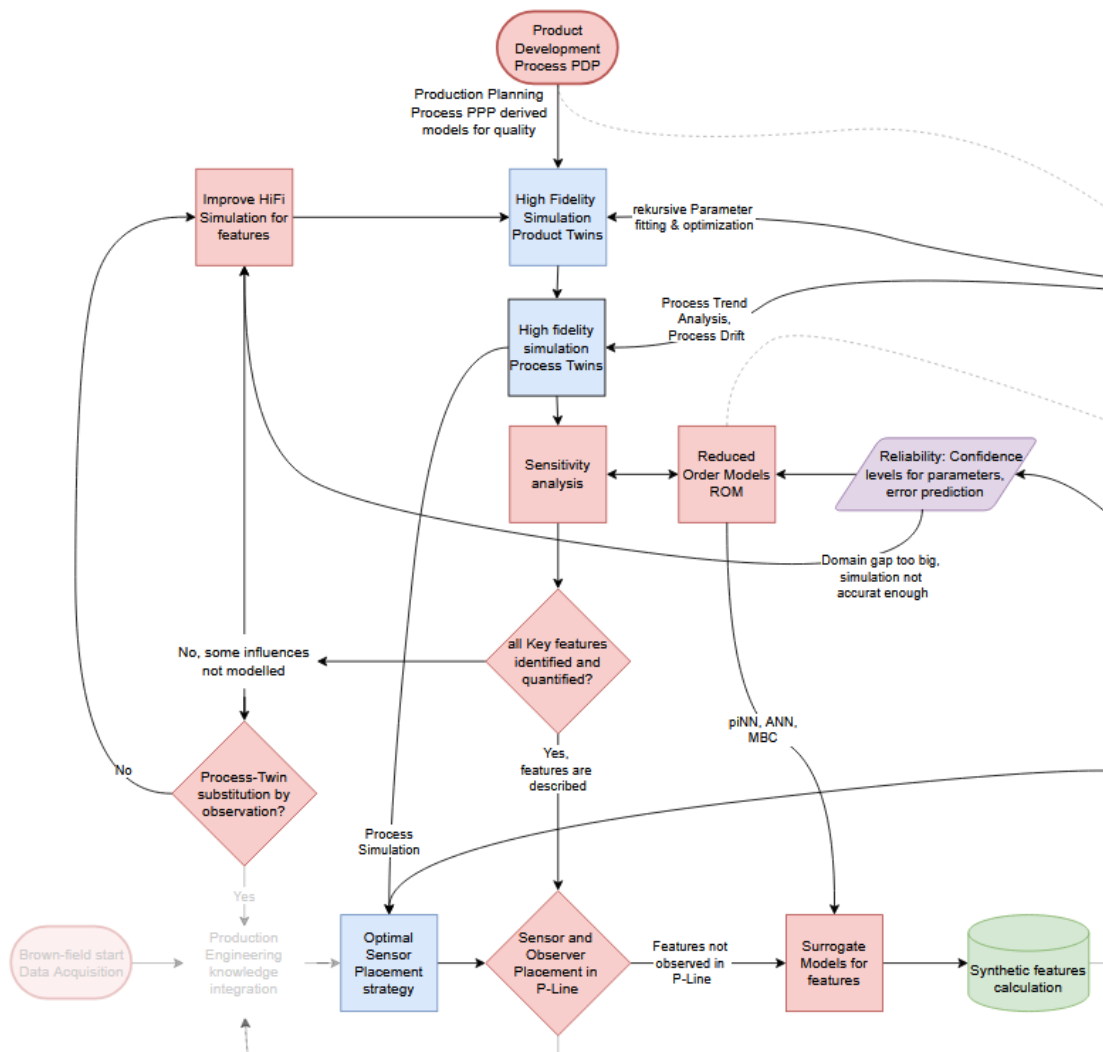 Product
Development
Process PDP
Production Planning
Process PPP derived
models for quality
Improve HiFi
Simulation for
features
High Fidelity
Simulation
Product Twins
rekursive Parameter
fitting & optimization
High fidelity
simulation
Process Twins
Process Trend
Analysis,
Process Drift
Sensitivity
analysis
Reduced
Order Models
ROM
Reliability: Confidence
levels for parameters,
error prediction
Domain gap too big,
simulation not
accurat enough
all Key features
identified and
quantified?
No, some influences
not modelled
piNN, ANN,
MBC
Yes,
features are
described
No
Process-Twin
substitution by
observation?
Process
Simulation
Yes
Brown-field start
Data Acquisition
Production
Engineering
knowledge
integration
Optimal
Sensor
Placement
strategy
Sensor and
Observer
Placement in
P-Line
Features not
observed in
P-Line
Surrogate
Models for
features
Synthetic features
calculation